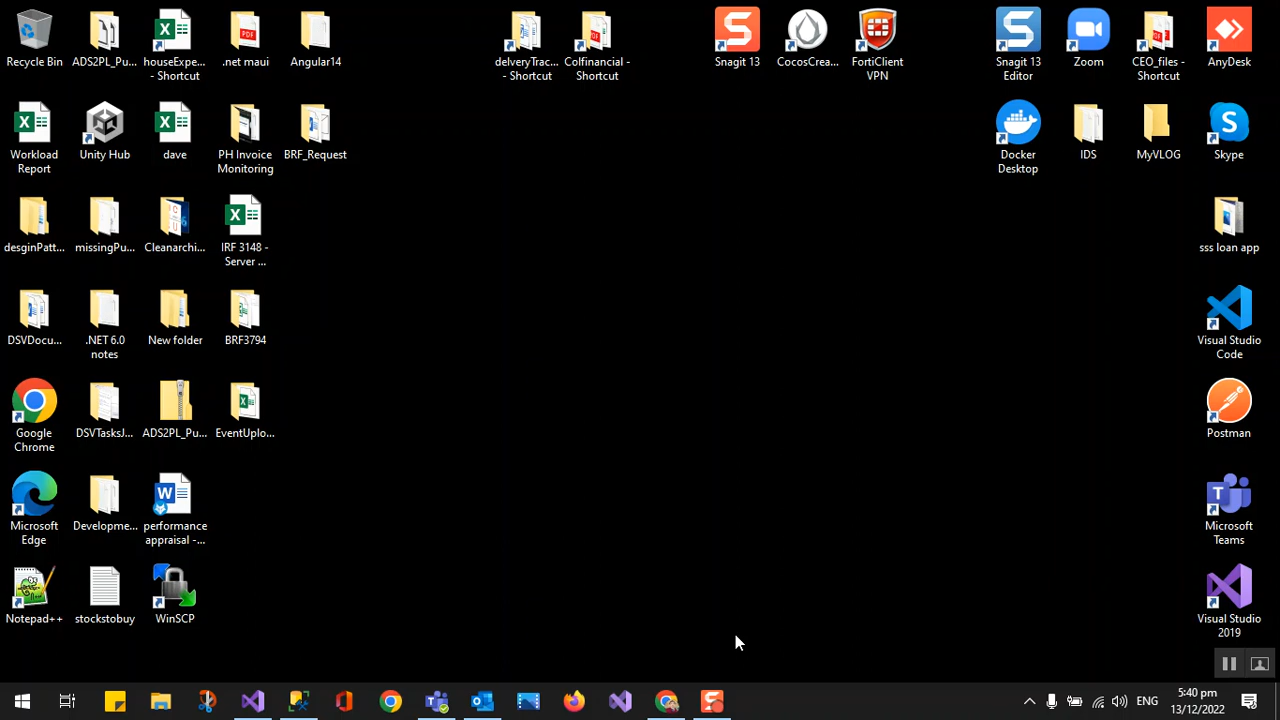 Recycle Bin
ADS2PL_Pu...
houseExpe...
- Shortcut
.net maui
Angular14
delveryTrac...
- Shortcut
Colfinancial -
Shortcut
Snagit 13
CocosCrea...
FortiClient
VPN
Snagit 13
Editor
Zoom
CEO_files -
Shortcut
AnyDesk
Workload
Report
Unity Hub
dave
PH Invoice
Monitoring
BRF_Request
Docker
Desktop
IDS
MyVLOG
Skype
desginPatt...
missingPu...
Cleanarchi...
IRF 3148 -
Server ...
sss loan app
DSVDocu...
.NET 6.0
notes
New folder
BRF3794
Visual Studio
Code
Google
Chrome
DSVTasksJ...
ADS2PL_Pu...
EventUplo...
Postman
Microsoft
Edge
Developme...
performance
appraisal -...
Microsoft
Teams
Notepad++
stockstobuy
WinSCP
Visual Studio
2019
ENG
5:40 pm
13/12/2022